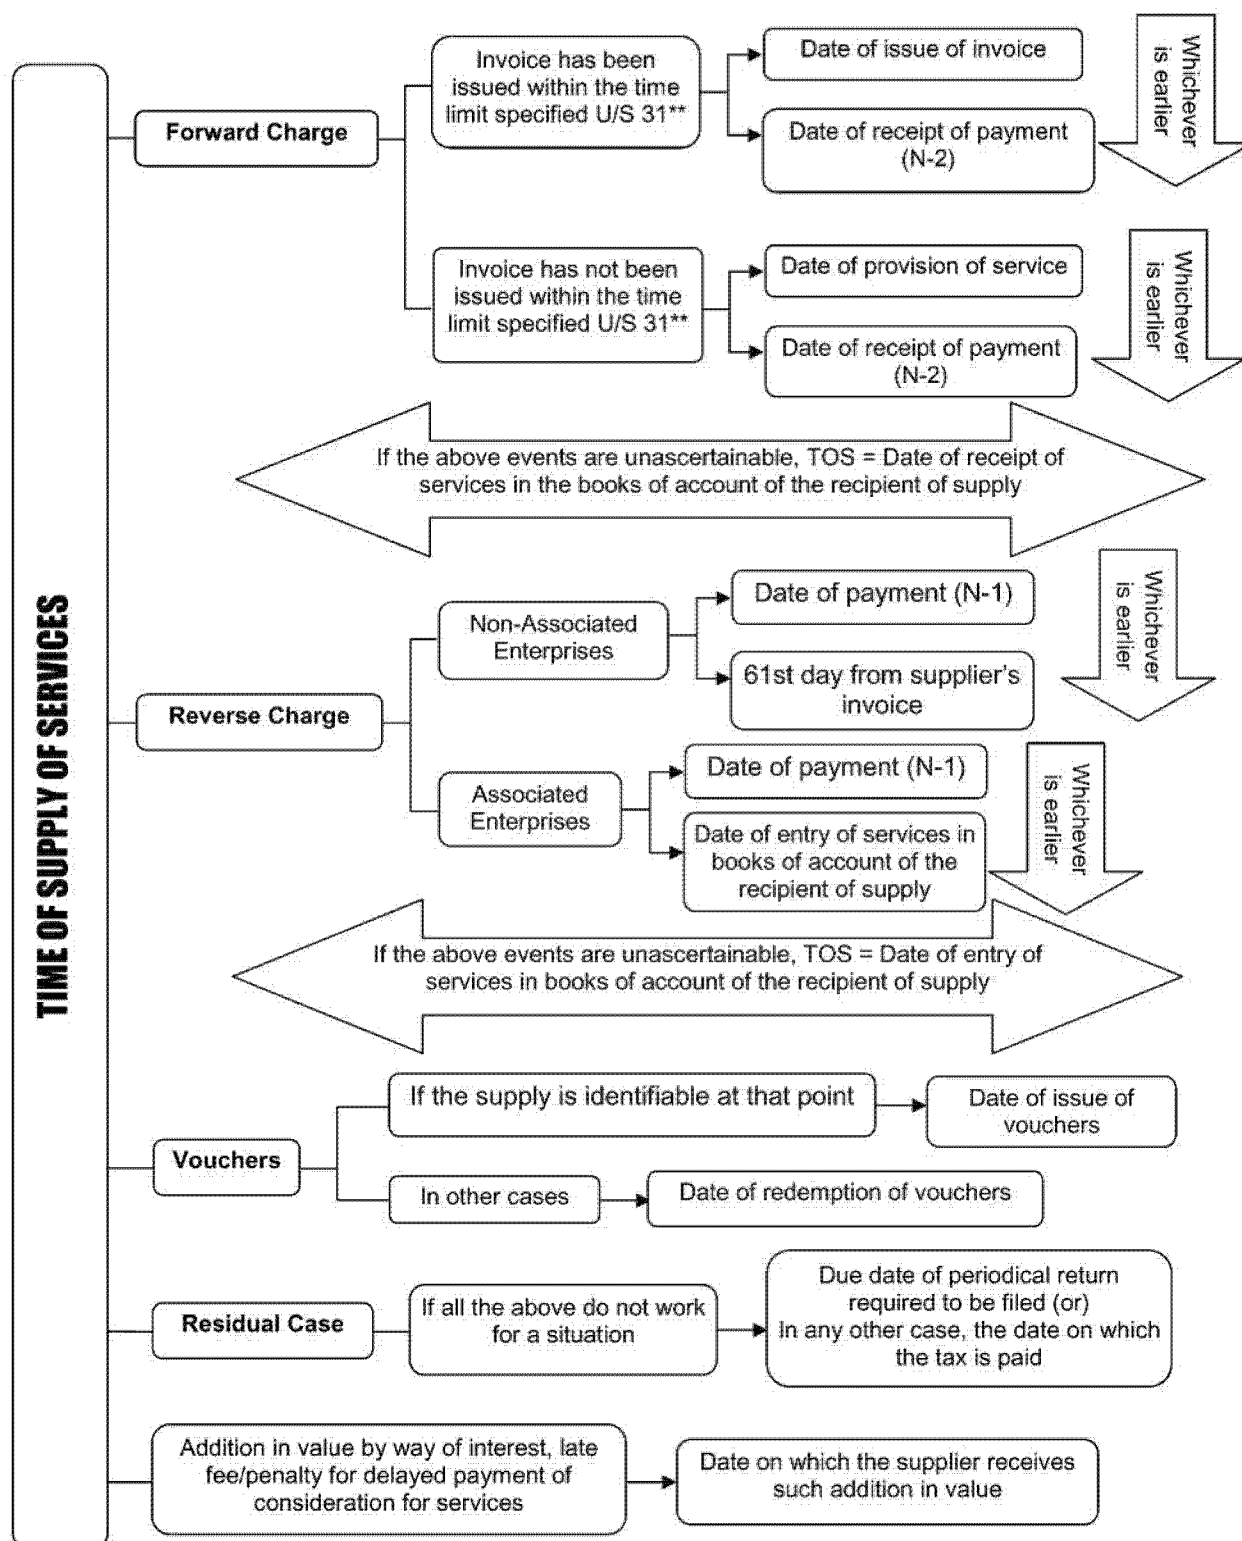 TIME OF SUPPLY OF SERVICES
Forward Charge
Invoice has been
issued within the time
limit specified U/S 31**
Date of issue of invoice
Date of receipt of payment
(N-2)
Whichever
is earlier
Invoice has not been
issued within the time
limit specified U/S 31**
Date of provision of service
Date of receipt of payment
(N-2)
Whichever
is earlier
If the above events are unascertainable, TOS = Date of receipt of
services in the books of account of the recipient of supply
Reverse Charge
Non-Associated
Enterprises
Date of payment (N-1)
61st day from supplier's
invoice
Whichever
is earlier
Associated
Enterprises
Date of payment (N-1)
Date of entry of services in
books of account of the
recipient of supply
Whichever
is earlier
If the above events are unascertainable, TOS = Date of entry of
services in books of account of the recipient of supply
Vouchers
If the supply is identifiable at that point
Date of issue of
vouchers
In other cases
Date of redemption of vouchers
Residual Case
If all the above do not work
for a situation
Due date of periodical return
required to be filed (or)
In any other case, the date on which
the tax is paid
Addition in value by way of interest, late
fee/penalty for delayed payment of
consideration for services
Date on which the supplier receives
such addition in value